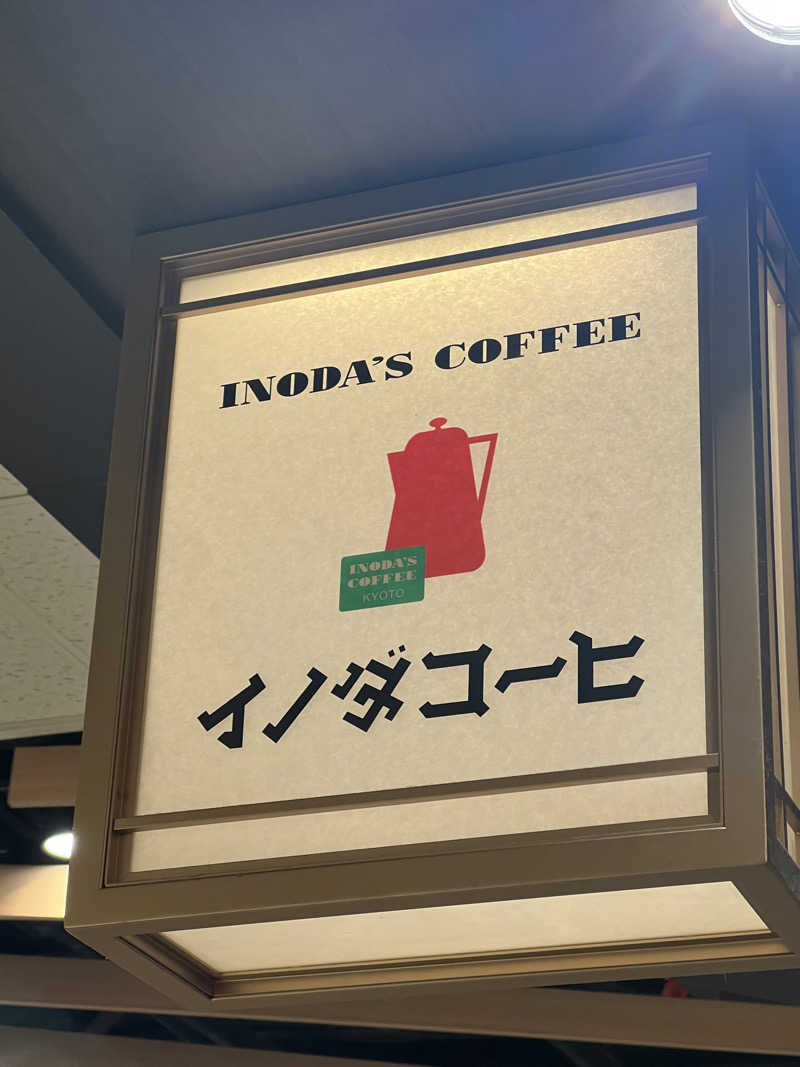 INODA'S COFFEE
INODA'S
COFFEE
KYOTO
イノダコーヒ